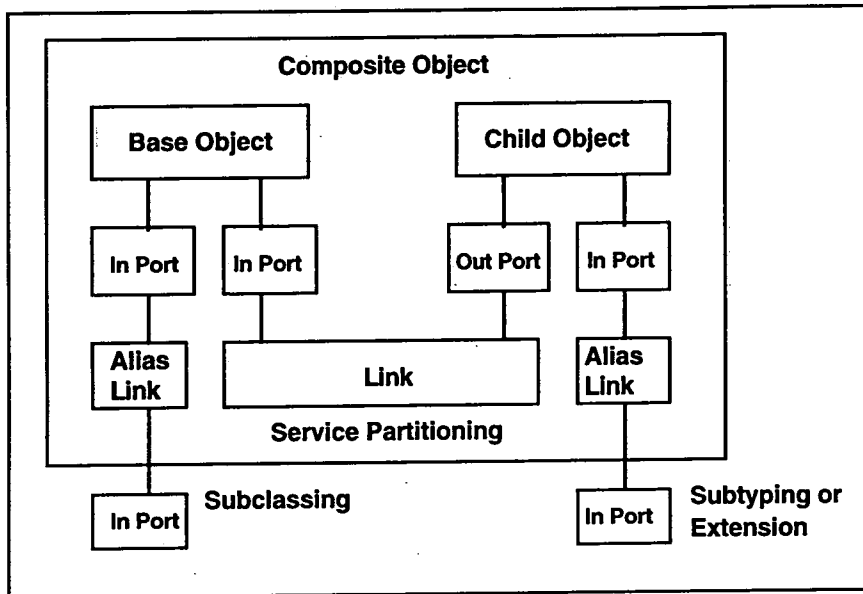 Composite Object
Base Object
Child Object
In Port
In Port
Out Port
In Port
Alias
Link
Link
Alias
Link
Service Partitioning
In Port
Subclassing
In Port
Subtyping or
Extension